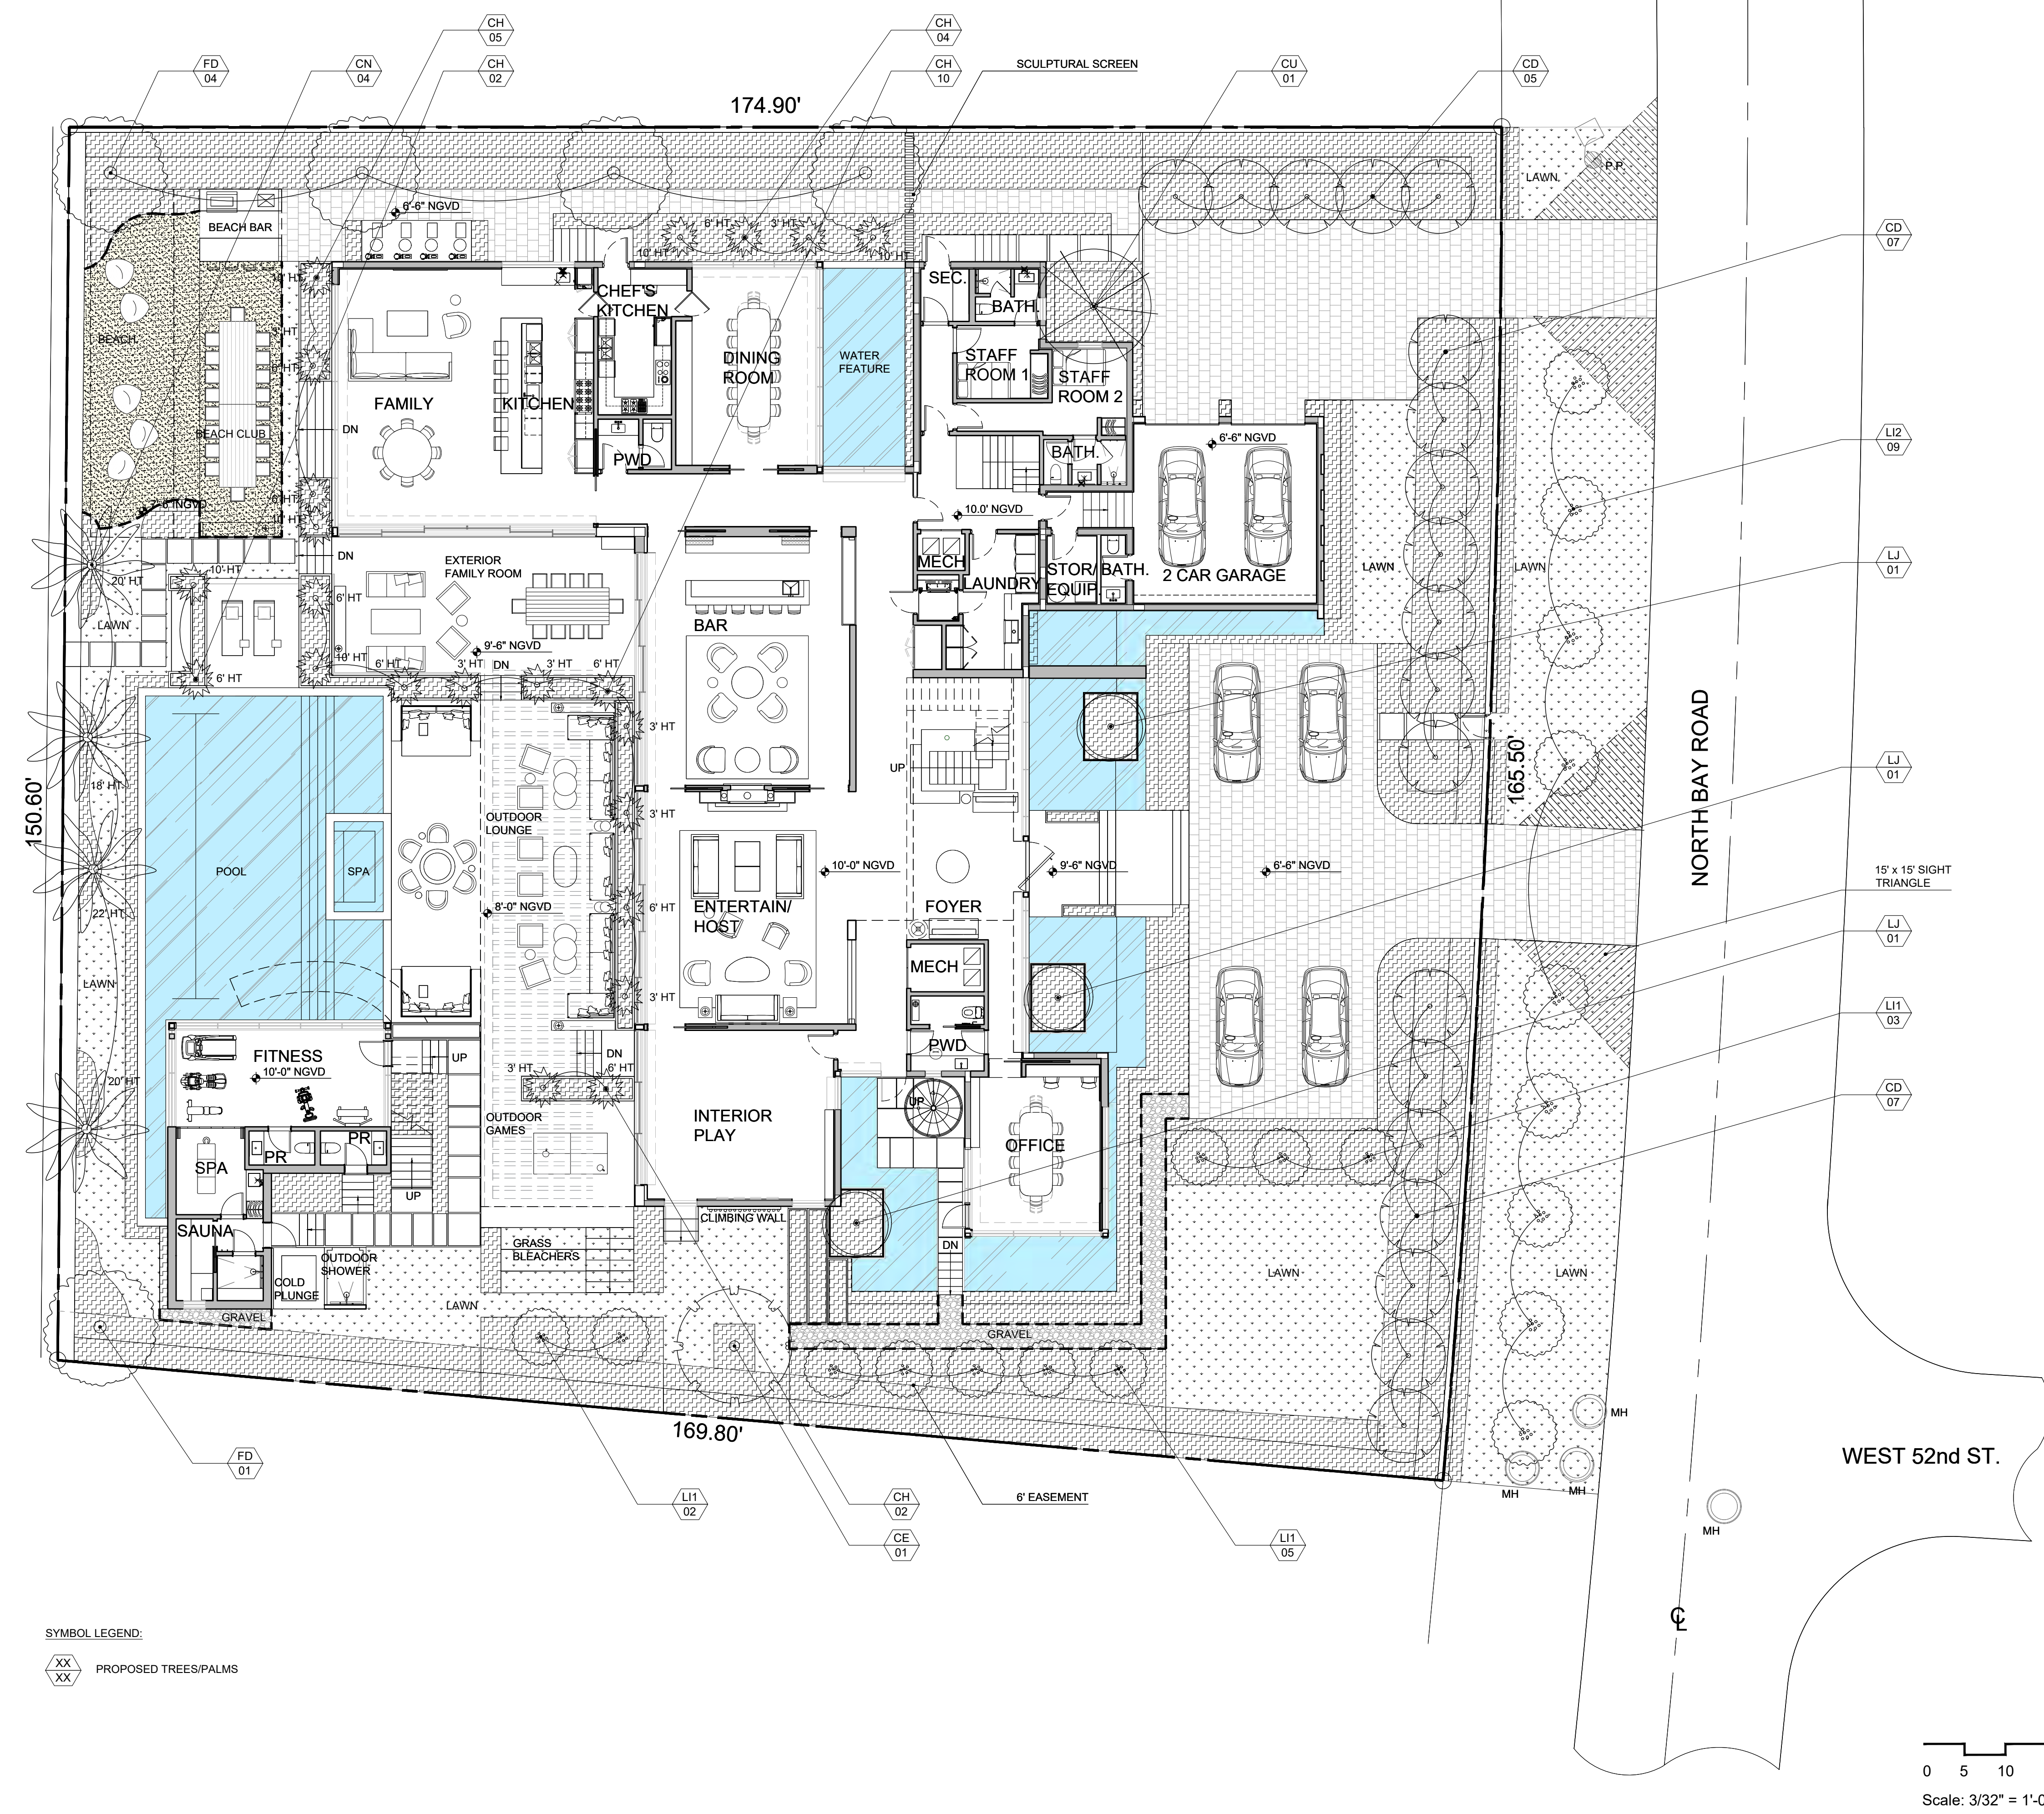 CH
05
CH
04
FD
04
CN
04
CH
02
CH
10
SCULPTURAL SCREEN
CU
01
CD
05
174.90'
P.P.
LAWN
6'-6" NGVD
BEACH BAR
6' HT
3' HT
10' HT
10' HT
CD
07
SEC.
BATH
CHEF'S
KITCHEN
BEACH
DINING
ROOM
WATER
FEATURE
STAFF
ROOM 1
STAFF
ROOM 2
FAMILY
KITCHEN
BEACH CLUB
DN
LI2
09
6'-6" NGVD
PWD
BATH.
6' HT
10' HT
10.0' NGVD
DN
EXTERIOR
FAMILY ROOM
MECH
LAUNDRY
STOR/
EQUIP.
BATH.
2 CAR GARAGE
LAWN
LAWN
LJ
01
10' HT
20' HT
6' HT
LAWN
BAR
9'-6" NGVD
10' HT
6' HT
3' HT
DN
3' HT
6' HT
6' HT
3' HT
NORTH BAY ROAD
165.50'
150.60'
UP
LJ
01
18' HT
3' HT
OUTDOOR
LOUNGE
POOL
SPA
10'-0" NGVD
9'-6" NGVD
6'-6" NGVD
15' x 15' SIGHT
TRIANGLE
22' HT
8'-0" NGVD
6' HT
ENTERTAIN/
HOST
FOYER
LJ
01
LAWN
MECH
3' HT
LI1
03
FITNESS
10'-0" NGVD
UP
DN
PWD
20' HT
3' HT
6' HT
CD
07
OUTDOOR
GAMES
INTERIOR
PLAY
UP
OFFICE
PR
PR
SPA
UP
SAUNA
CLIMBING WALL
GRASS
BLEACHERS
DN
OUTDOOR
SHOWER
COLD
PLUNGE
LAWN
LAWN
LAWN
GRAVEL
GRAVEL
169.80'
MH
WEST 52nd ST.
FD
01
LI1
02
CH
02
6' EASEMENT
MH
MH
MH
CE
01
LI1
05
SYMBOL LEGEND:
XX
XX
PROPOSED TREES/PALMS
0 5 10
Scale: 3/32" = 1'-0